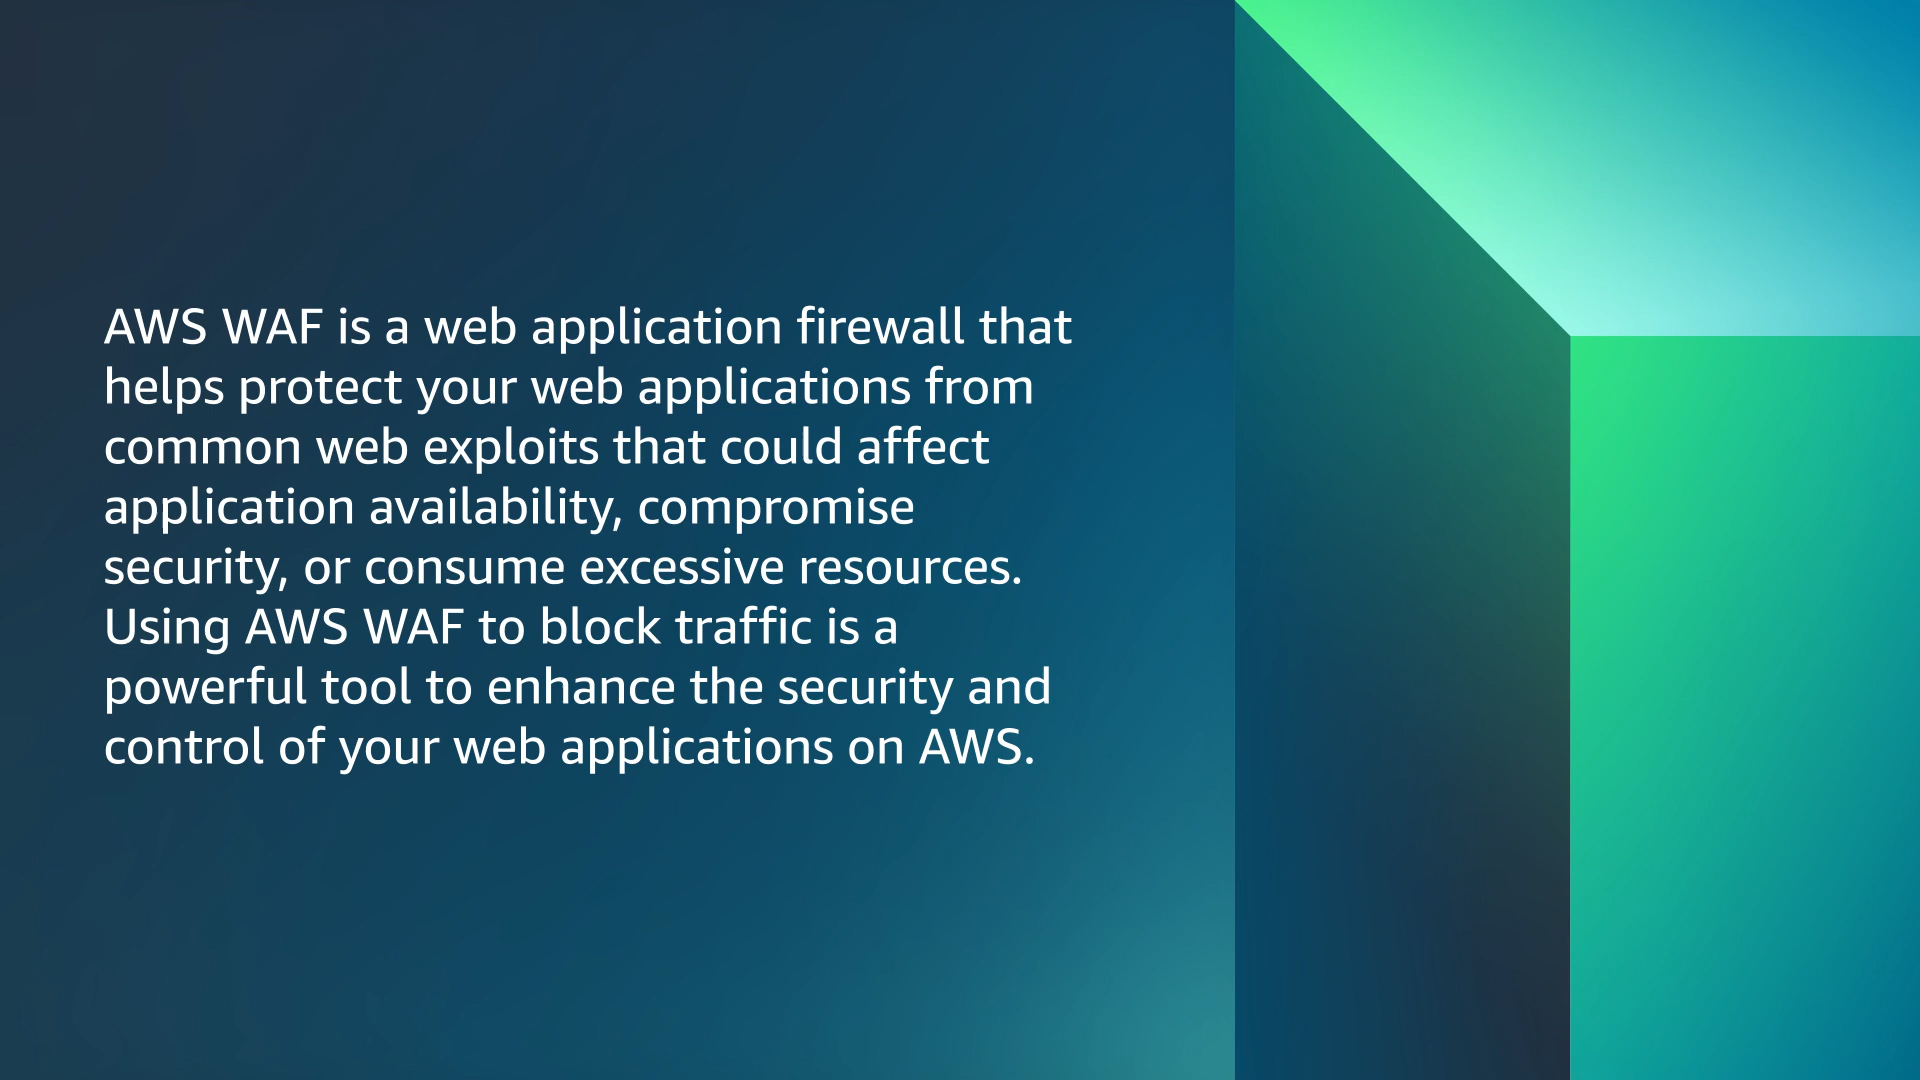 AWS WAF is a web application firewall that
helps protect your web applications from
common web exploits that could affect
application availability, compromise
security, or consume excessive resources.
Using AWS WAF to block traffic is a
powerful tool to enhance the security and
control of your web applications on AWS.